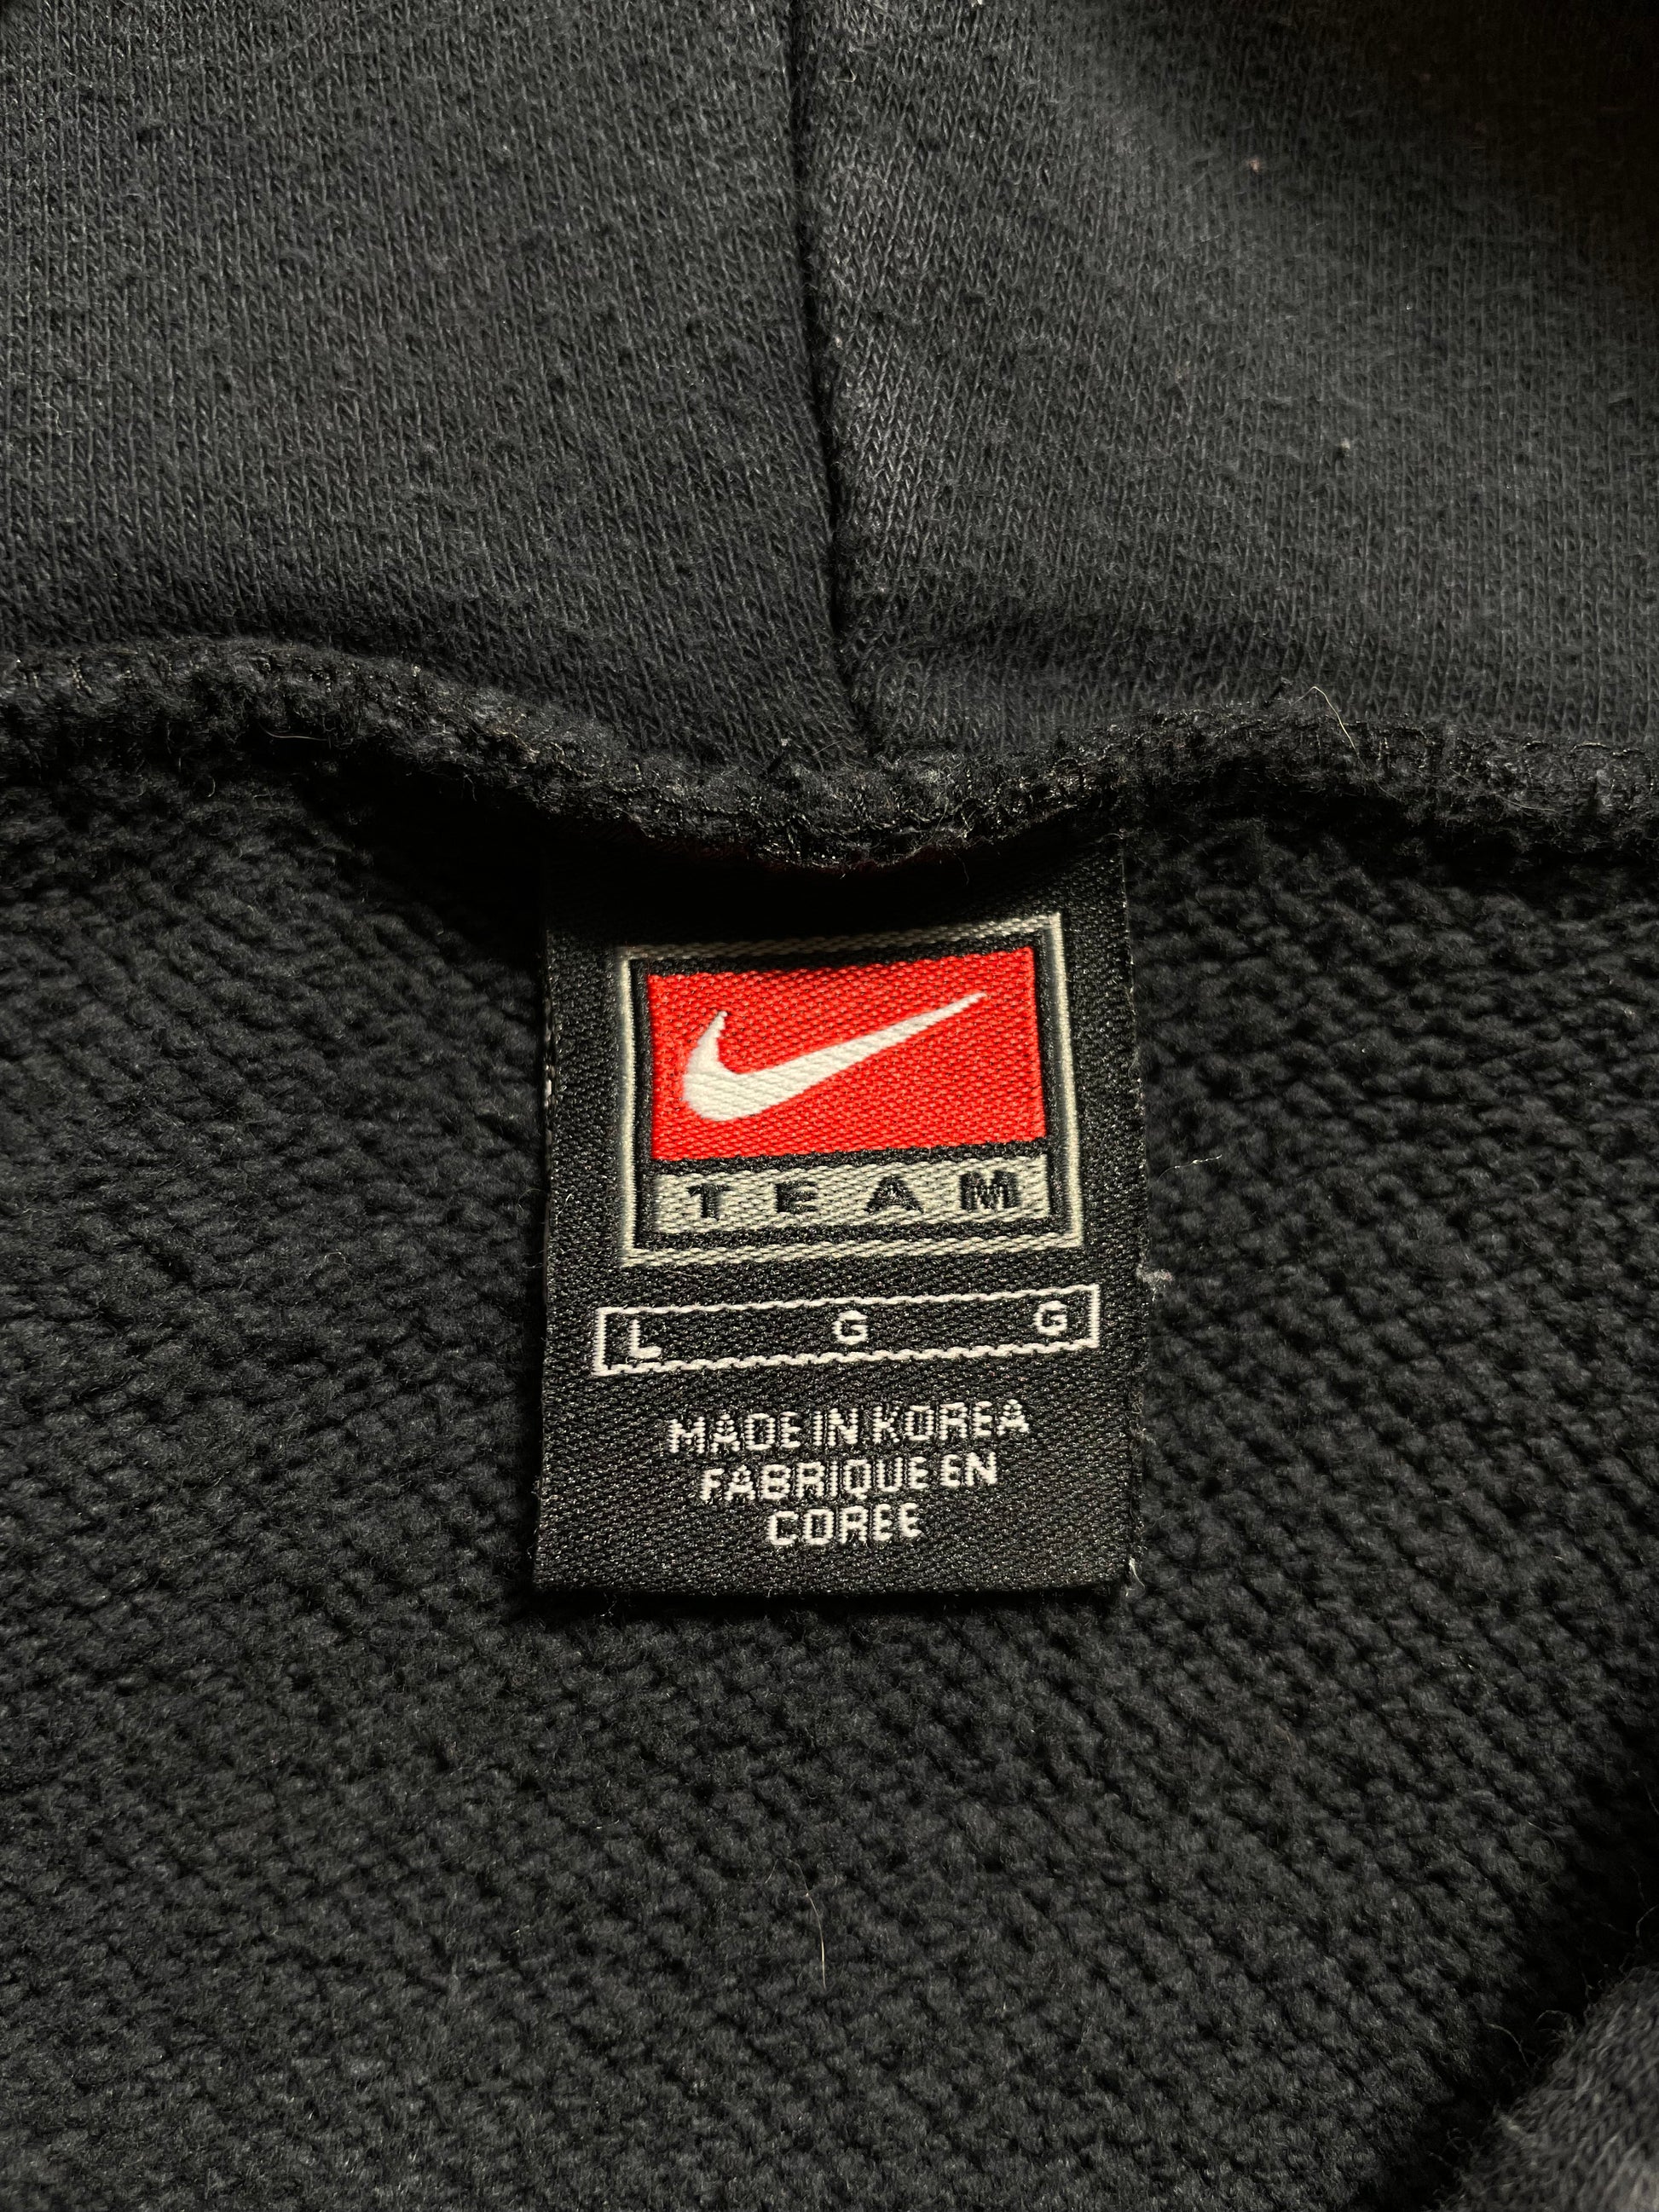 TEAM
L G G
MADE IN KOREA
FABRIQUE EN
COREE